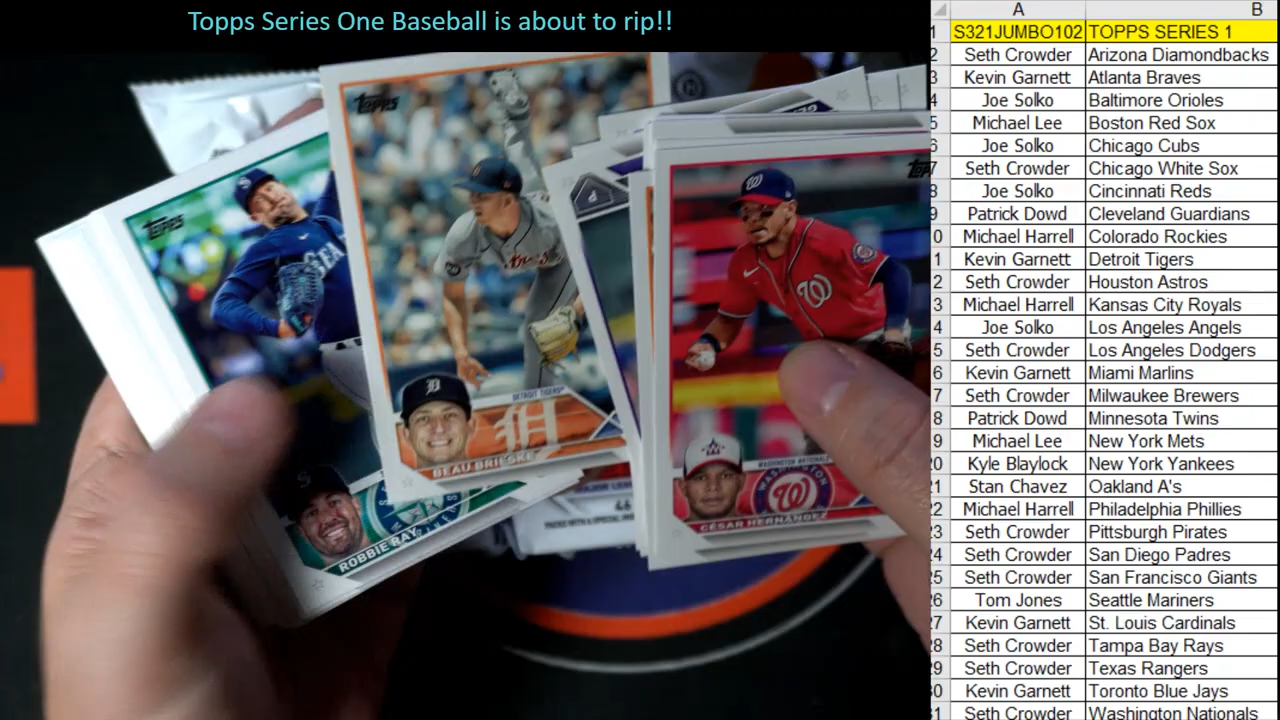 Topps Series One Baseball is about to rip!!
A B
1 S321JUMBO102 TOPPS SERIES 1
2 Seth Crowder Arizona Diamondbacks
3 Kevin Garnett Atlanta Braves
4 Joe Solko Baltimore Orioles
5 Michael Lee Boston Red Sox
6 Joe Solko Chicago Cubs
7 Seth Crowder Chicago White Sox
8 Joe Solko Cincinnati Reds
9 Patrick Dowd Cleveland Guardians
0 Michael Harrell Colorado Rockies
1 Kevin Garnett Detroit Tigers
2 Seth Crowder Houston Astros
3 Michael Harrell Kansas City Royals
4 Joe Solko Los Angeles Angels
5 Seth Crowder Los Angeles Dodgers
6 Kevin Garnett Miami Marlins
7 Seth Crowder Milwaukee Brewers
8 Patrick Dowd Minnesota Twins
9 Michael Lee New York Mets
20 Kyle Blaylock New York Yankees
21 Stan Chavez Oakland A's
22 Michael Harrell Philadelphia Phillies
23 Seth Crowder Pittsburgh Pirates
24 Seth Crowder San Diego Padres
25 Seth Crowder San Francisco Giants
26 Tom Jones Seattle Mariners
27 Kevin Garnett St. Louis Cardinals
28 Seth Crowder Tampa Bay Rays
29 Seth Crowder Texas Rangers
30 Kevin Garnett Toronto Blue Jays
31 Seth Crowder Washington Nationals
Topps
SEA
ROBBIE RAY
Topps
DETROIT TIGERS
D
BEAU BRIESKE
Topps
W
WASHINGTON NATIONALS
W
CÉSAR HERNÁNDEZ